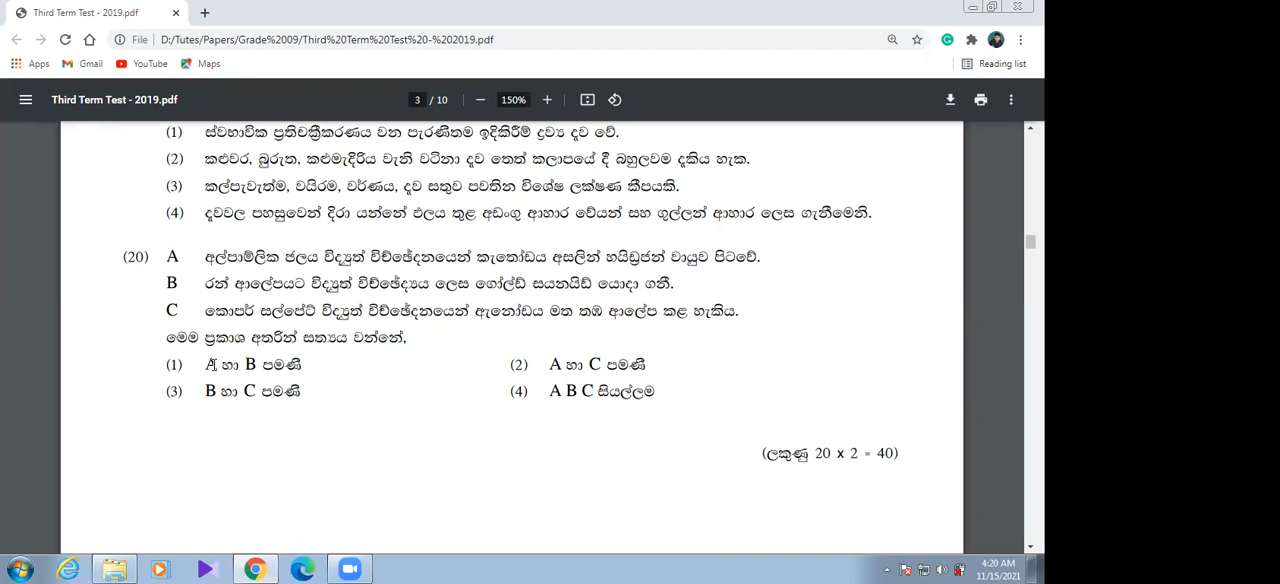 Third Term Test - 2019.pdf
File D:/Tutes/Papers/Grade%2009/Third%20Term%20Test%20-%202019.pdf
Apps Gmail YouTube Maps Reading list
Third Term Test - 2019.pdf 3 / 10 150%
(1) ස්වභාවික ප්‍රතිචක්‍රීකරණය වන පැරණිතම ඉදිකිරීම් ද්‍රව්‍ය දැව වේ.
(2) කළුවර, බුරුත, කළුමැදිරිය වැනි වටිනා දැව තෙත් කලාපයේ දී බහුලවම දැකිය හැක.
(3) කල්පැවැත්ම, වයිරම, වර්ණය, දැව සතුව පවතින විශේෂ ලක්ෂණ කීපයකි.
(4) දැවවල පහසුවෙන් දිරා යන්නේ එලය තුළ අඩංගු ආහාර වේයන් සහ ගුල්ලන් ආහාර ලෙස ගැනීමෙනි.
(20) A අල්පාම්ලික ජලය විද්‍යුත් විච්ඡේදනයෙන් කැතෝඩය අසලින් හයිඩ්‍රජන් වායුව පිටවේ.
B රන් ආලේපයට විද්‍යුත් විච්ඡේද්‍යය ලෙස ගෝල්ඩ් සයනයිඩ් යොදා ගනී.
C කොපර් සල්පේට් විද්‍යුත් විච්ඡේදනයෙන් ඇනෝඩය මත තඹ ආලේප කළ හැකිය.
මෙම ප්‍රකාශ අතරින් සත්‍යය වන්නේ,
(1) A හා B පමණි (2) A හා C පමණි
(3) B හා C පමණි (4) A B C සියල්ලම
(ලකුණු 20 x 2 = 40)
4:20 AM
11/15/2021